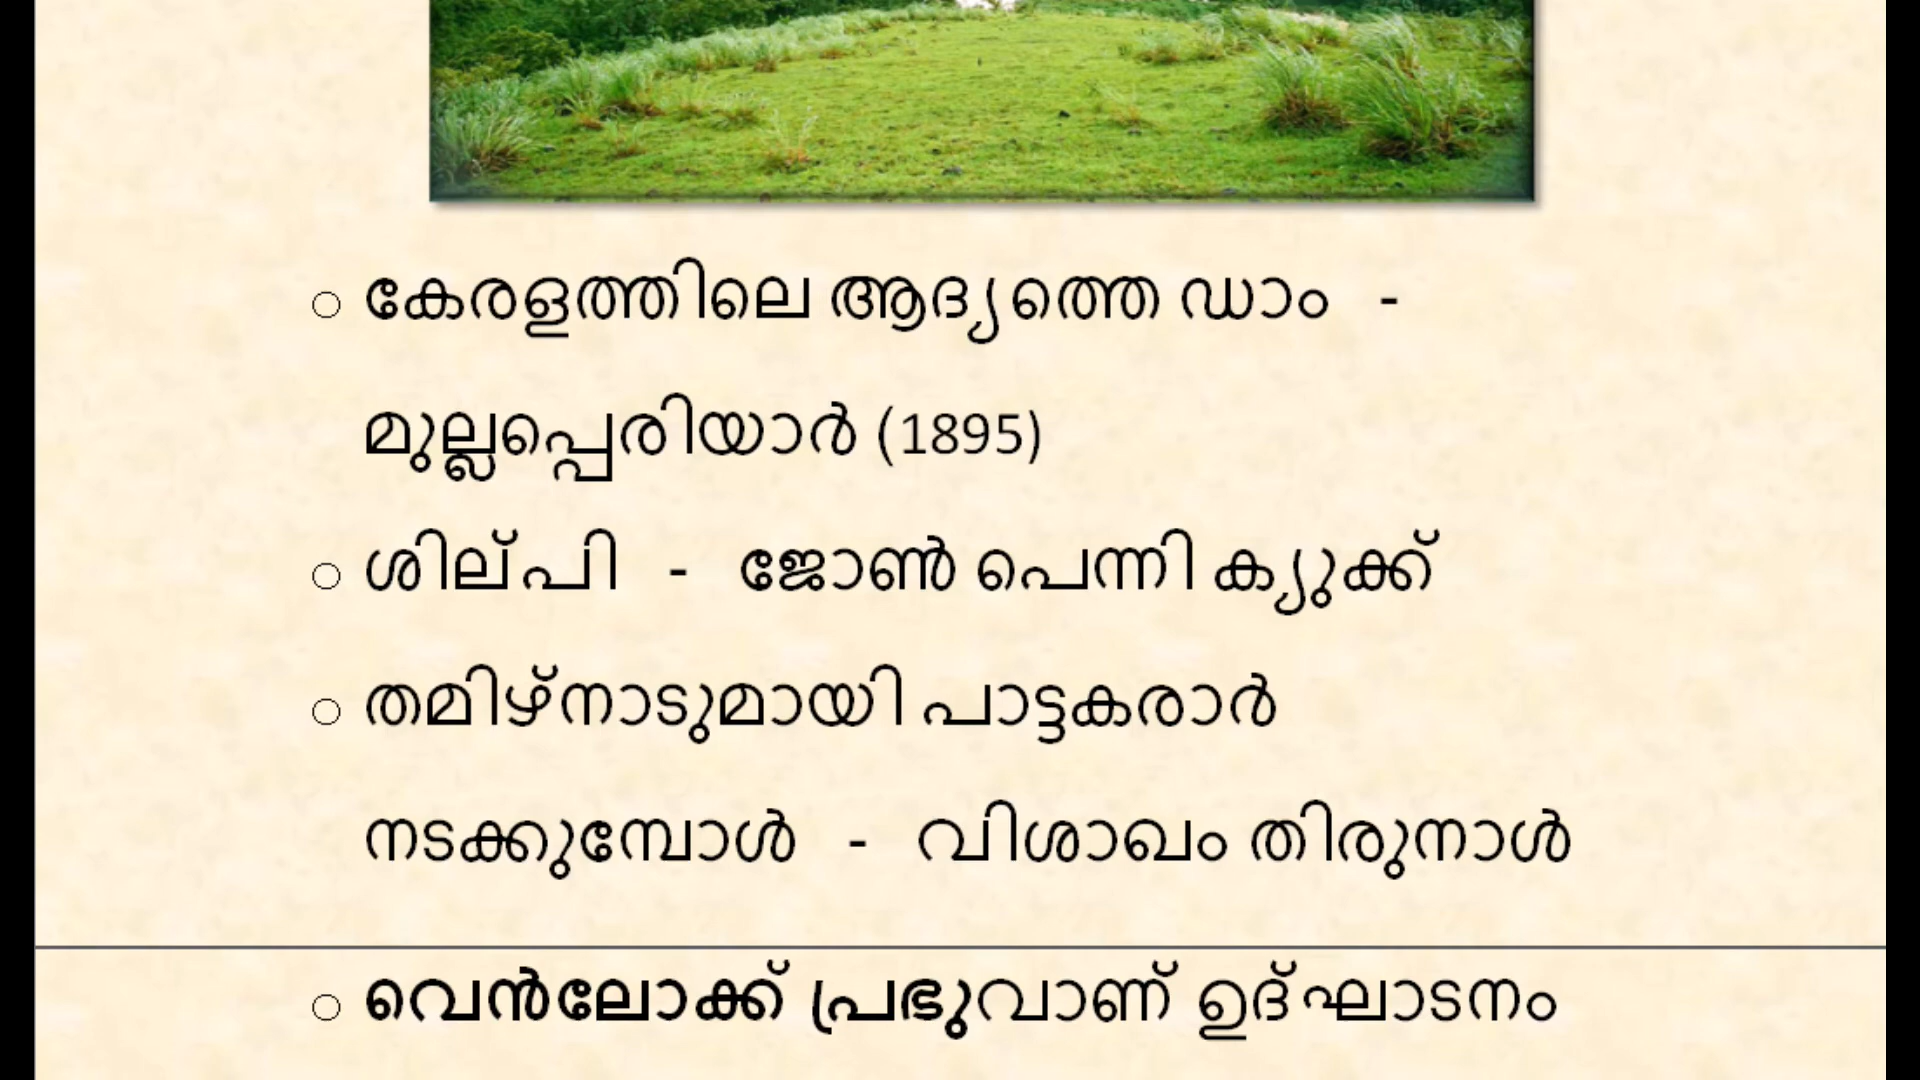 കേരളത്തിലെ ആദ്യത്തെ ഡാം -
മുല്ലപ്പെരിയാർ (1895)
ശില്പി - ജോൺ പെന്നി ക്യുക്ക്
തമിഴ്നാടുമായി പാട്ടകരാർ
നടക്കുമ്പോൾ - വിശാഖം തിരുനാൾ
വെൻലോക്ക് പ്രഭുവാണ് ഉദ്ഘാടനം